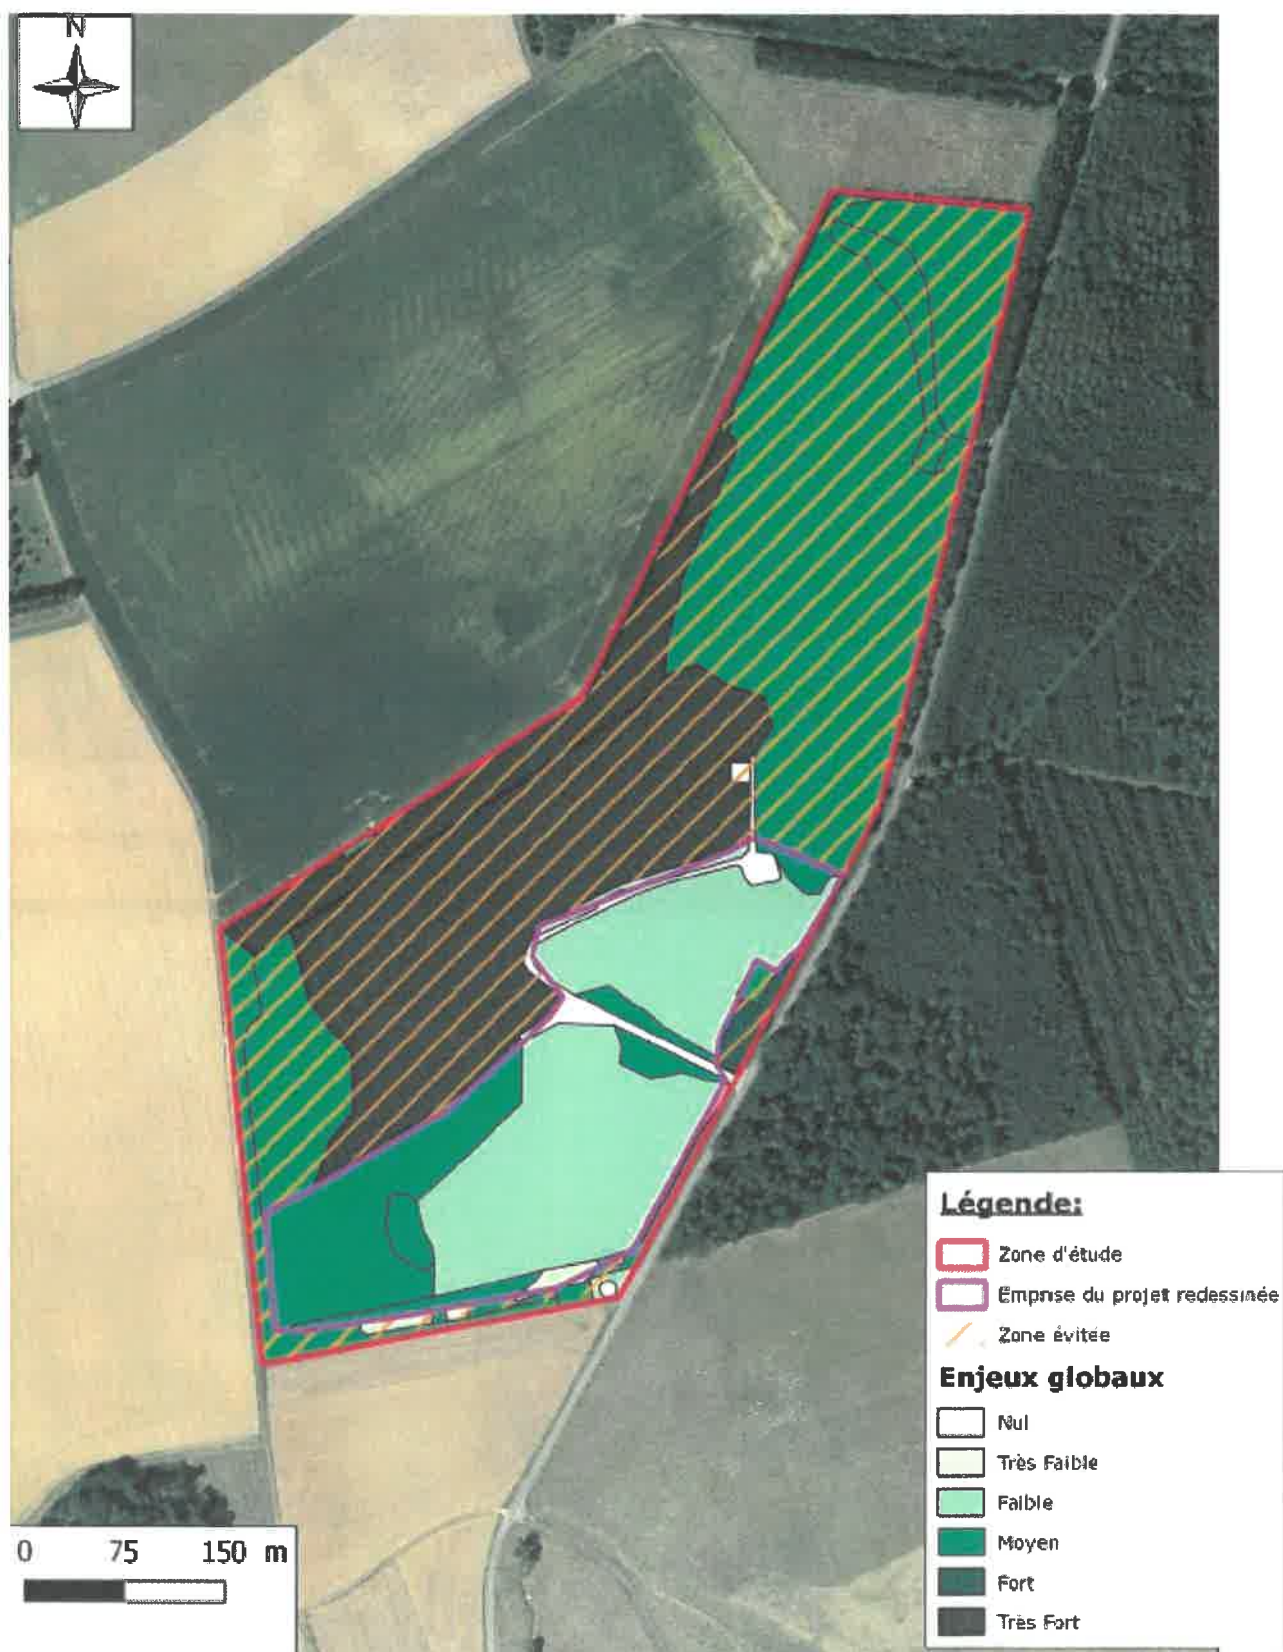 N
Légende:
Zone d'étude
Emprise du projet redessinée
Zone évitée
Enjeux globaux
Nul
Très Faible
Faible
Moyen
Fort
Très Fort
0 75 150 m